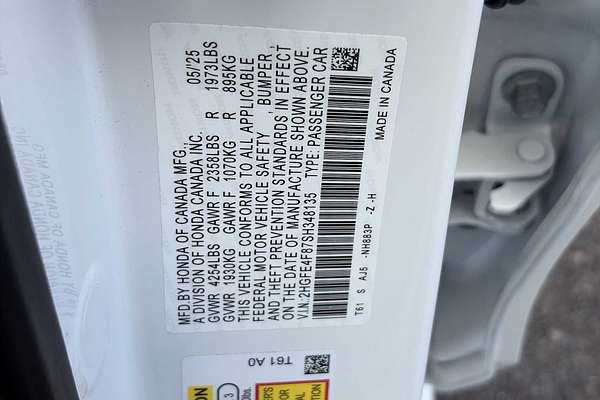 MFD.BY HONDA OF CANADA MFG., 05/'25
A DIVISION OF HONDA CANADA INC.
GVWR 4254LBS GAWR F 2358LBS R 1973LBS
GVWR 1930KG GAWR F 1070KG R 895KG
THIS VEHICLE CONFORMS TO ALL APPLICABLE
FEDERAL MOTOR VEHICLE SAFETY , BUMPER,
AND THEFT PREVENTION STANDARDS IN EFFECT
ON THE DATE OF MANUFACTURE SHOWN ABOVE.
V.I.N: 2HGFE4F87SH348135 TYPE: PASSENGER CAR
T61 S AJ5 -NH883P -Z -H MADE IN CANADA
T61 A0